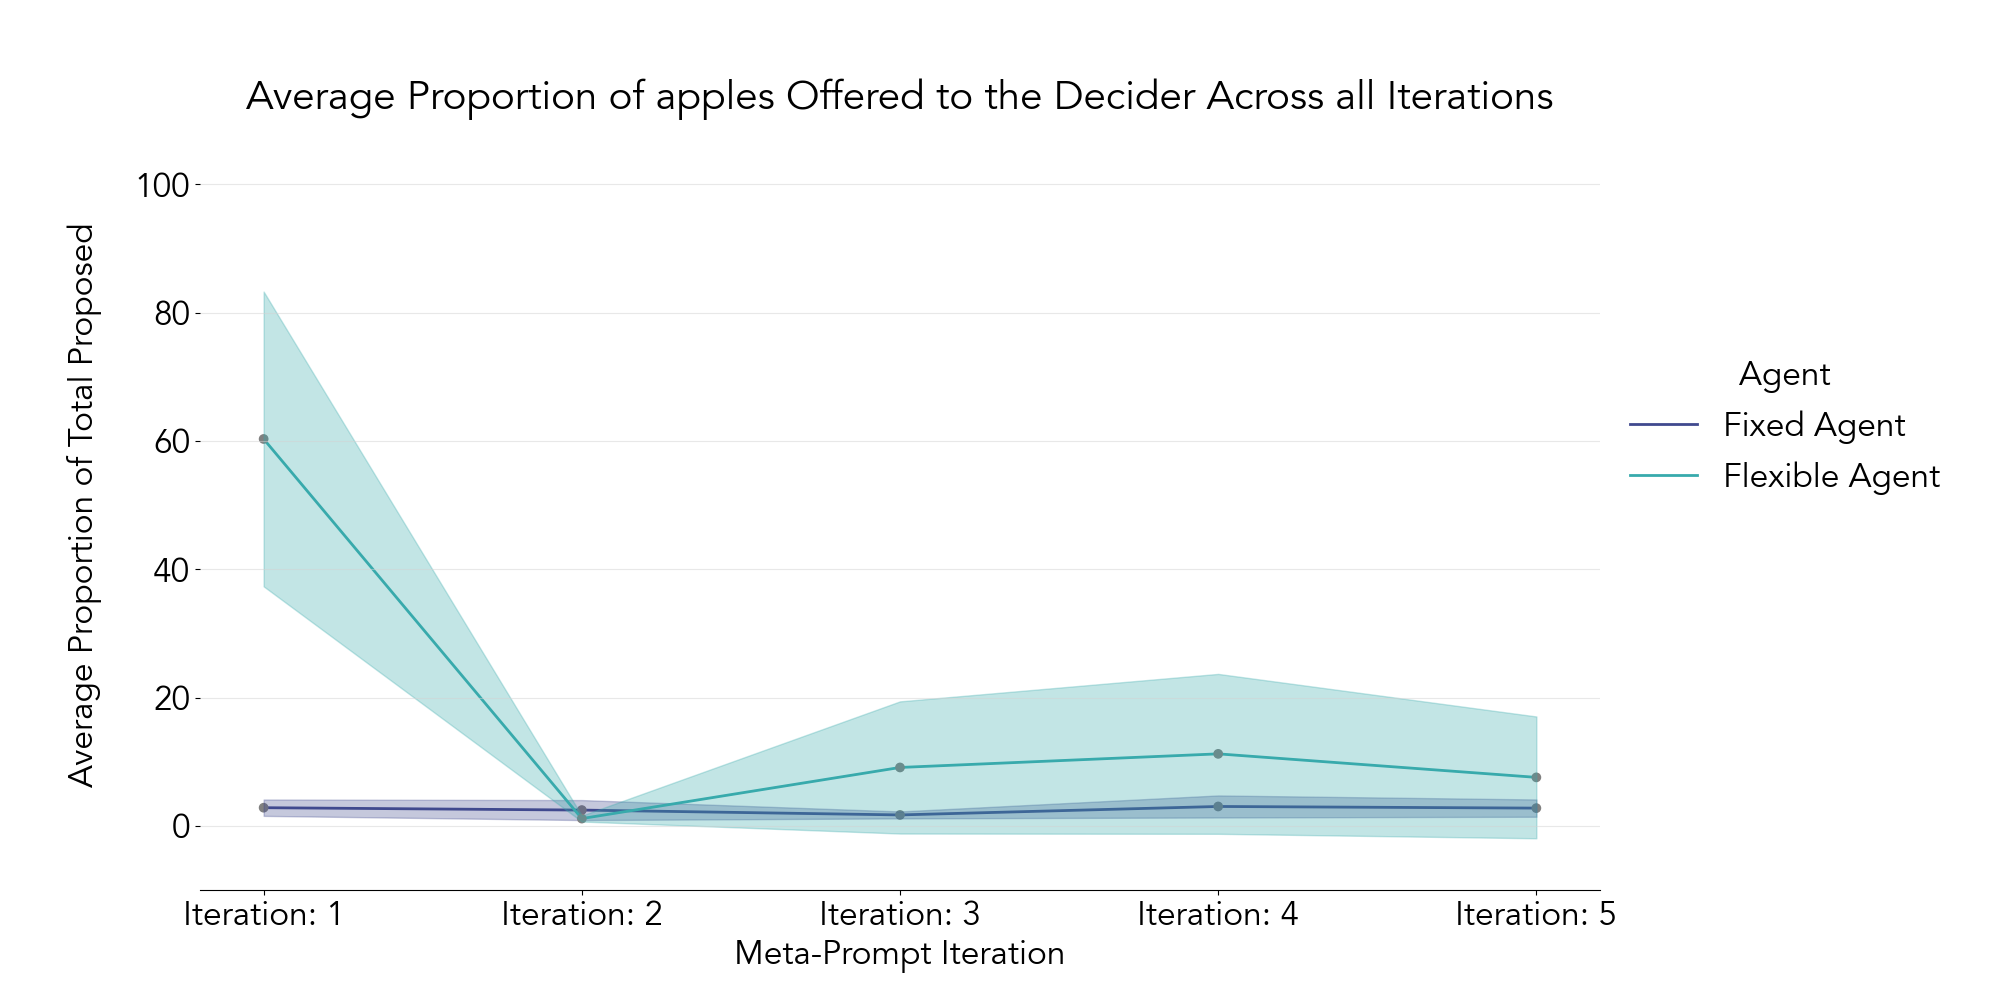 Average Proportion of apples Offered to the Decider Across all Iterations
Average Proportion of Total Proposed
100
80
60
40
20
0
Iteration: 1
Iteration: 2
Iteration: 3
Iteration: 4
Iteration: 5
Meta-Prompt Iteration
Agent
Fixed Agent
Flexible Agent